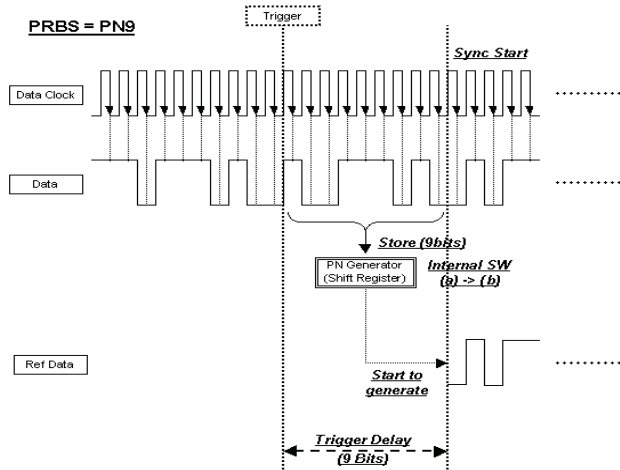 Trigger
PRBS = PN9
Sync Start
Data Clock
Data
Store (9bits)
PN Generator
(Shift Register)
Internal SW
(a) -> (b)
Ref Data
Start to
generate
Trigger Delay
(9 Bits)